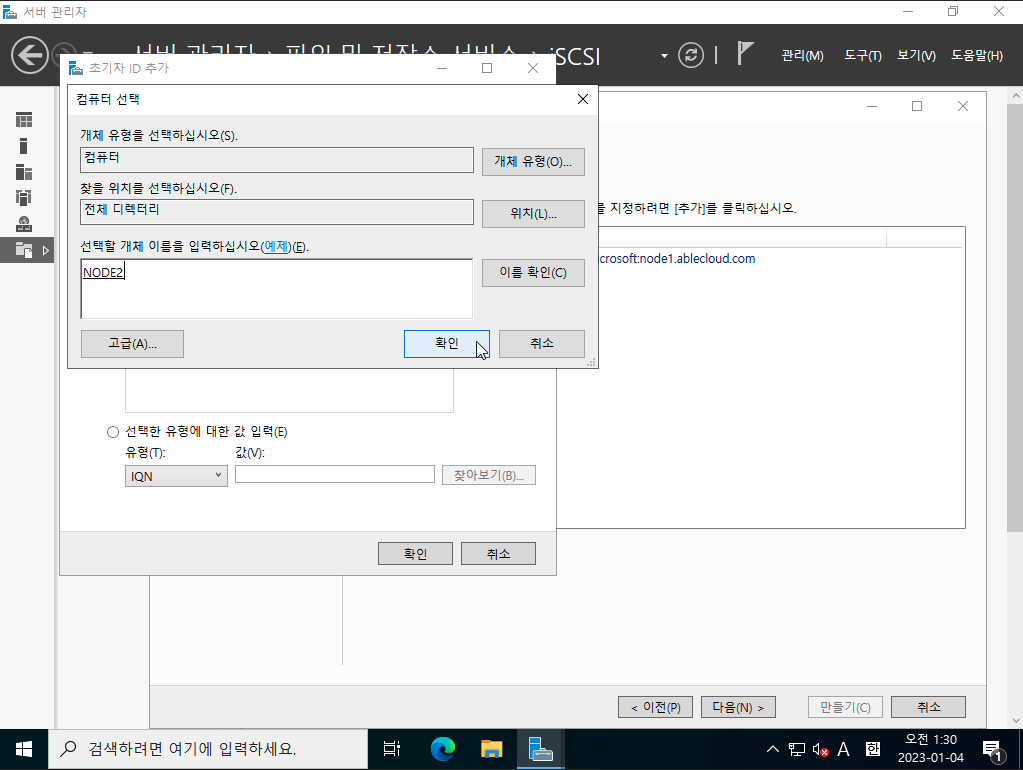 서버 관리자
서버 관리자 · 파일 및 저장소 서비스 · iSCSI
관리(M) 도구(T) 보기(V) 도움말(H)
초기자 ID 추가
컴퓨터 선택
개체 유형을 선택하십시오(S).
컴퓨터
개체 유형(O)...
찾을 위치를 선택하십시오(F).
전체 디렉터리
위치(L)...
를 지정하려면 [추가]를 클릭하십시오.
선택할 개체 이름을 입력하십시오(예제)(E).
crosoft:node1.ablecloud.com
NODE2
이름 확인(C)
고급(A)...
확인
취소
선택한 유형에 대한 값 입력(E)
유형(T): 값(V):
IQN
찾아보기(B)...
확인
취소
< 이전(P)
다음(N) >
만들기(C)
취소
검색하려면 여기에 입력하세요.
A 한
오전 1:30
2023-01-04
1